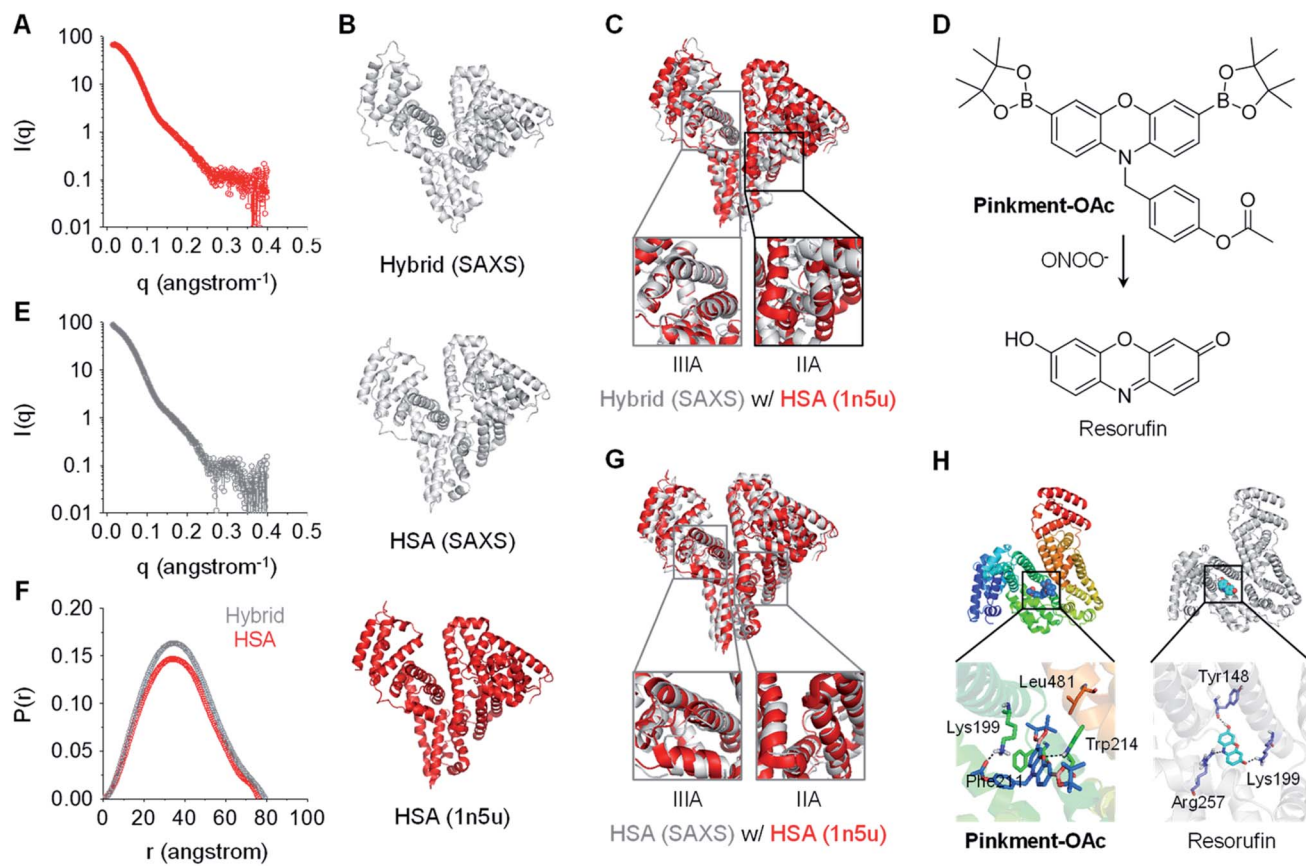 A
100
10
1
0.1
0.01
I(q)
0.0 0.1 0.2 0.3 0.4 0.5
q (angstrom-1)
B
Hybrid (SAXS)
C
IIIA
IIA
Hybrid (SAXS) w/ HSA (1n5u)
D
O
O
B
O
B
O
O
N
Pinkment-OAc
O
O
ONOO-
HO
O
O
N
Resorufin
E
100
10
1
0.1
0.01
I(q)
0.0 0.1 0.2 0.3 0.4 0.5
q (angstrom-1)
HSA (SAXS)
F
0.20
0.15
0.10
0.05
0.00
P(r)
Hybrid
HSA
0 20 40 60 80 100
r (angstrom)
HSA (1n5u)
G
IIIA
IIA
HSA (SAXS) w/ HSA (1n5u)
H
Leu481
Lys199
Trp214
Phe211
Pinkment-OAc
Tyr148
Lys199
Arg257
Resorufin